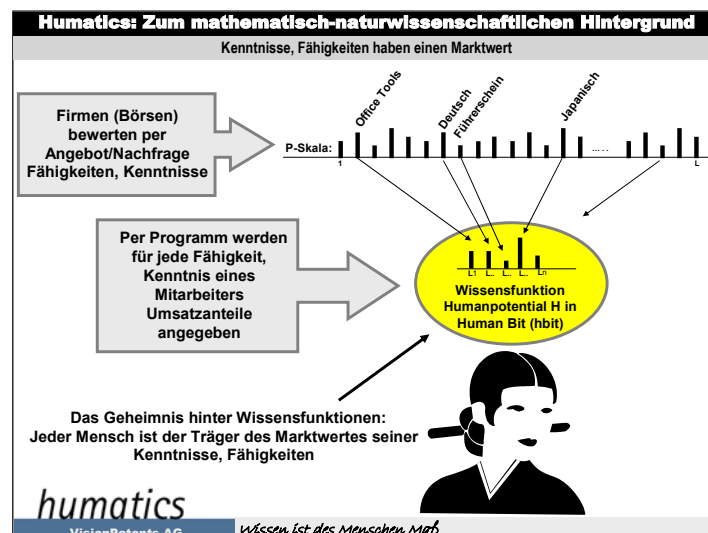 Humatics: Zum mathematisch-naturwissenschaftlichen Hintergrund
Kenntnisse, Fähigkeiten haben einen Marktwert
Office Tools
Deutsch
Führerschein
Japanisch
Firmen (Börsen)
bewerten per
Angebot/Nachfrage
Fähigkeiten, Kenntnisse
P-Skala:
.. ... ..
1
L
Per Programm werden
für jede Fähigkeit,
Kenntnis eines
Mitarbeiters
Umsatzanteile
angegeben
L1 L.. L.. L.. Ln
Wissensfunktion
Humanpotential H in
Human Bit (hbit)
Das Geheimnis hinter Wissensfunktionen:
Jeder Mensch ist der Träger des Marktwertes seiner
Kenntnisse, Fähigkeiten
humatics
VisionPatents AG
Wissen ist des Menschen Maß